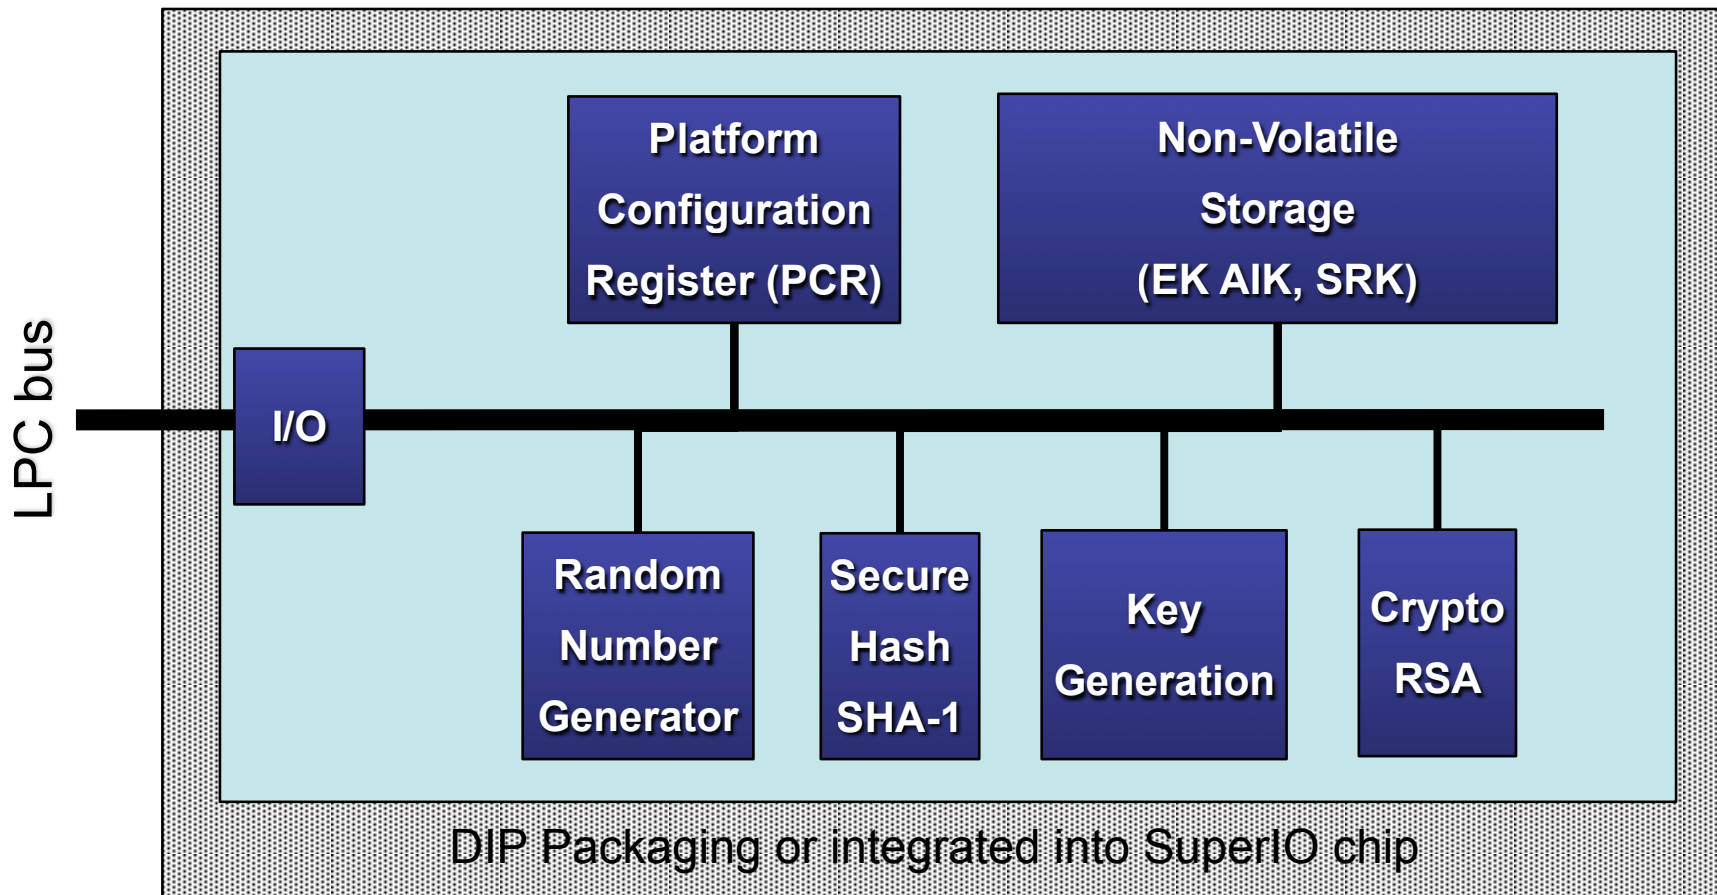 Platform
Configuration
Register (PCR)
Non-Volatile
Storage
(EK AIK, SRK)
LPC bus
I/O
Random
Number
Generator
Secure
Hash
SHA-1
Key
Generation
Crypto
RSA
DIP Packaging or integrated into SuperIO chip